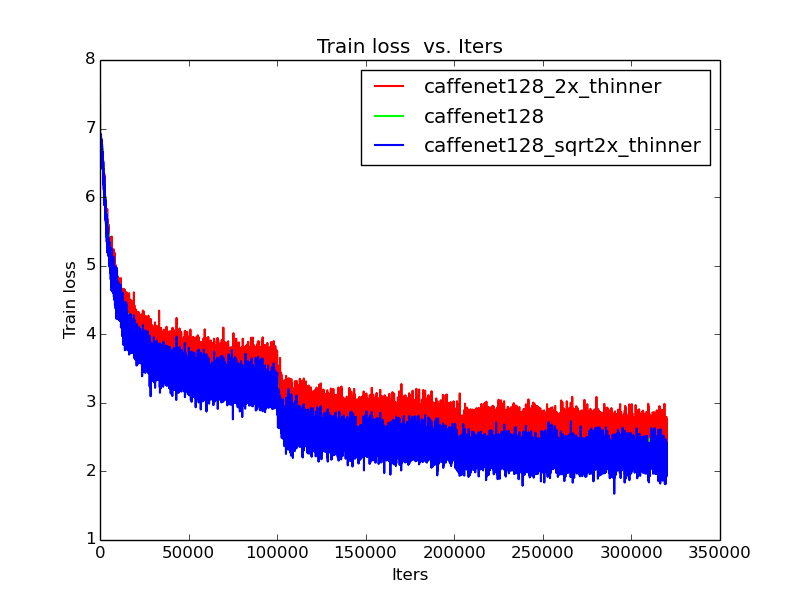 Train loss  vs. Iters
caffenet128_2x_thinner
caffenet128
caffenet128_sqrt2x_thinner
8
7
6
5
4
3
2
1
Train loss
0 50000 100000 150000 200000 250000 300000 350000
Iters